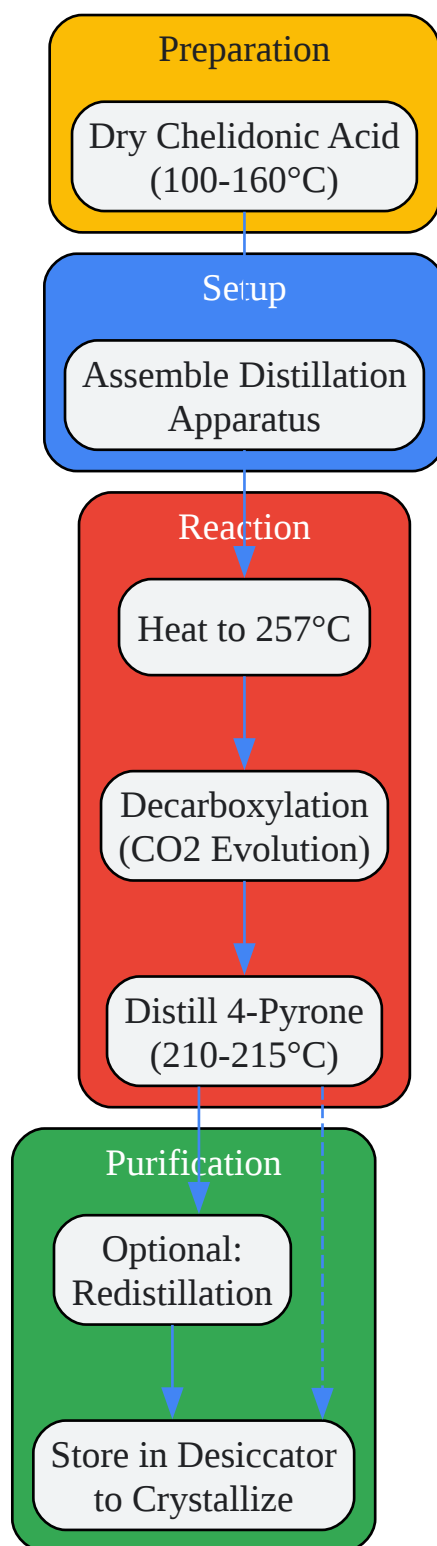 Preparation
Dry Chelidonic Acid
(100-160°C)
Setup
Assemble Distillation
Apparatus
Reaction
Heat to 257°C
Decarboxylation
(CO2 Evolution)
Distill 4-Pyrone
(210-215°C)
Purification
Optional:
Redistillation
Store in Desiccator
to Crystallize